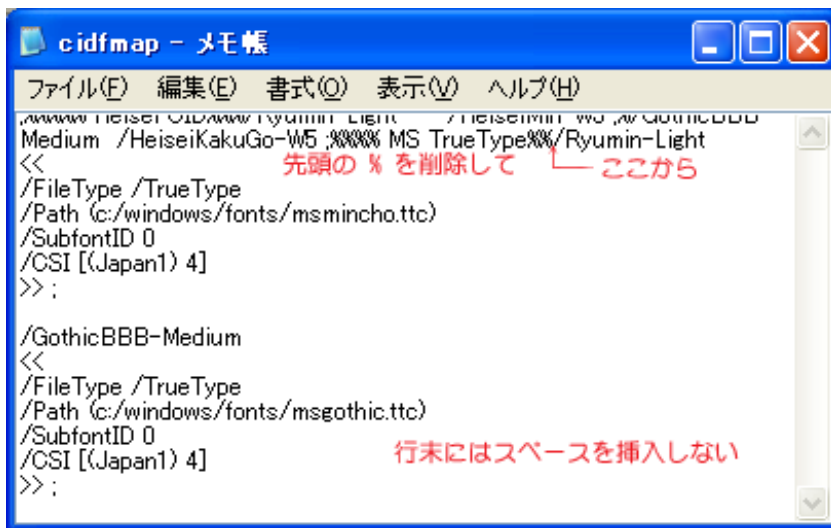 cidfmap - メモ帳
ファイル(F) 編集(E) 書式(O) 表示(V) ヘルプ(H)
Medium /HeiseiKakuGo-W5 ;%%%% MS TrueType%%/Ryumin-Light
<< 先頭の % を削除して ここから
/FileType /TrueType
/Path (c:/windows/fonts/msmincho.ttc)
/SubfontID 0
/CSI [(Japan1) 4]
>> ;
/GothicBBB-Medium
<<
/FileType /TrueType
/Path (c:/windows/fonts/msgothic.ttc)
/SubfontID 0
/CSI [(Japan1) 4] 行末にはスペースを挿入しない
>> ;